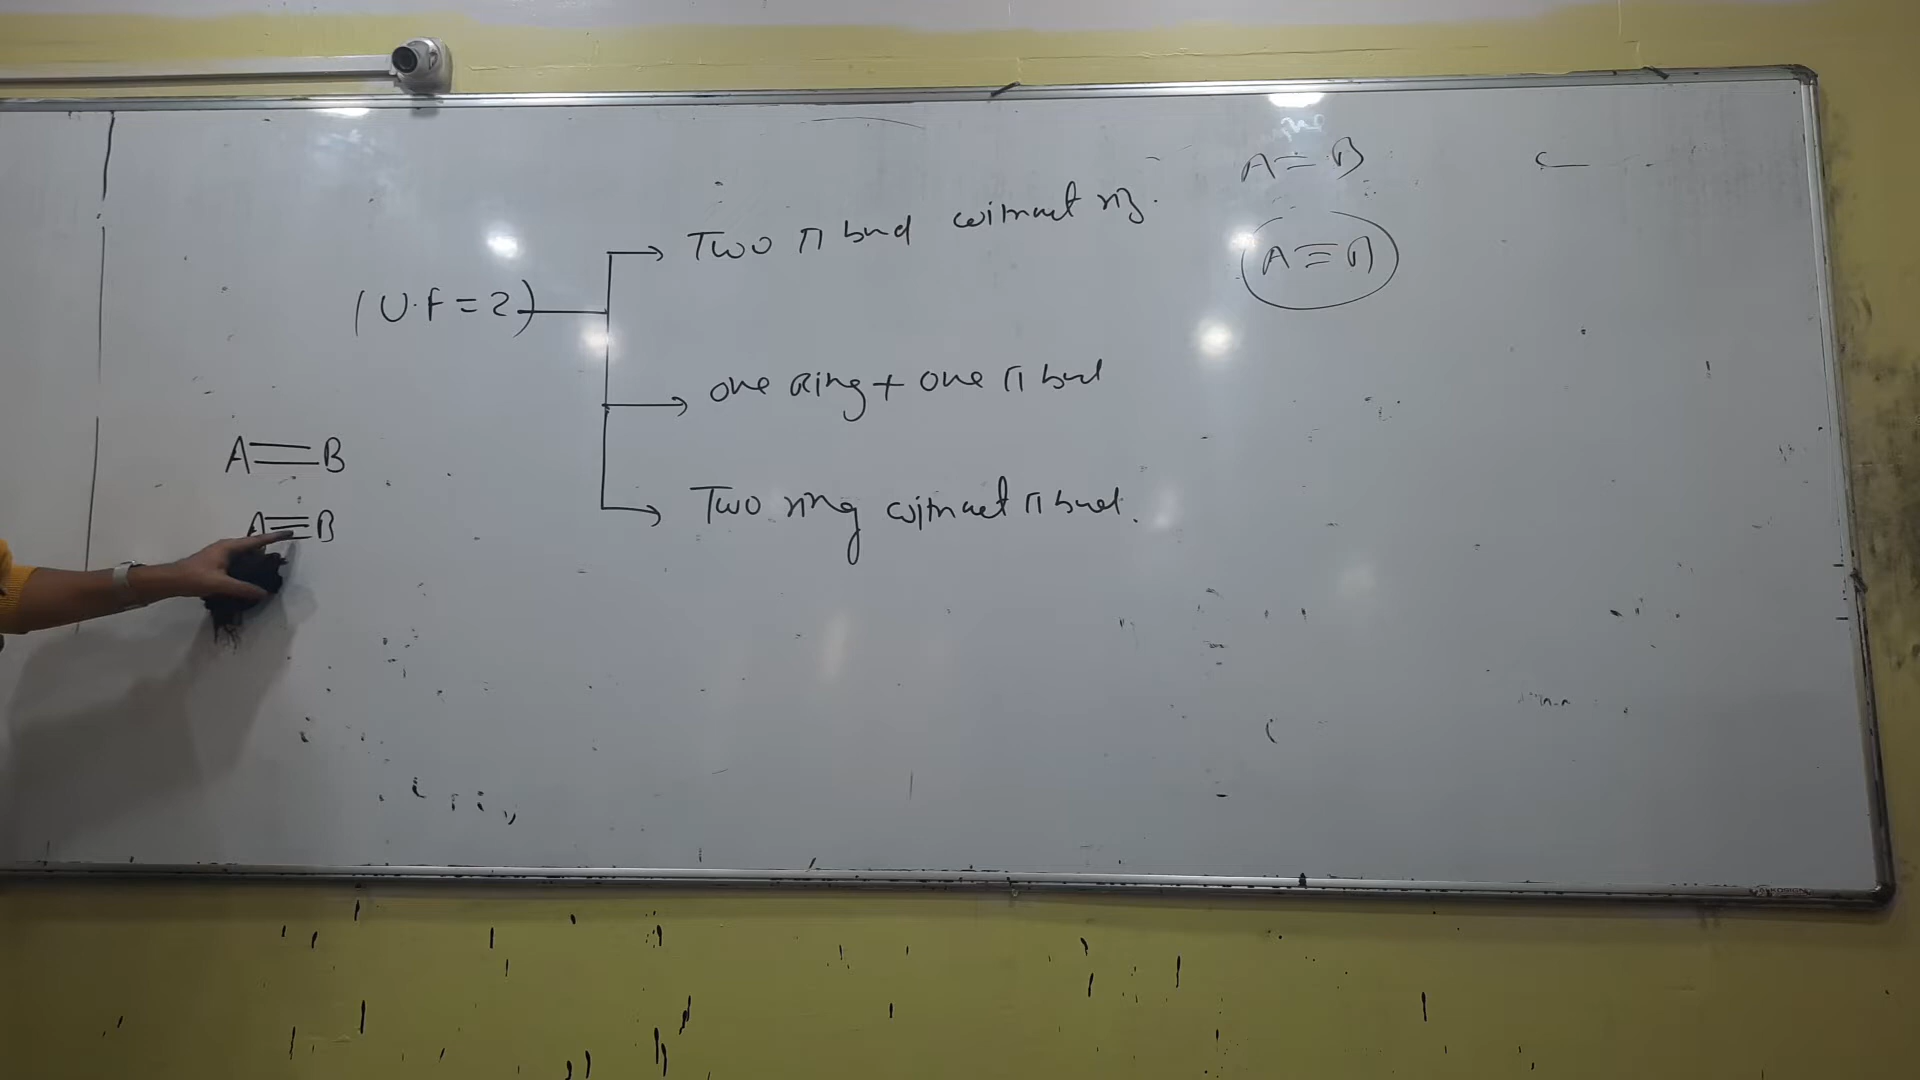 A=B
A≡B
(U.F=2)
Two π bond without ring.
one Ring + one π bond
Two ring without π bond.
A=B
A≡B